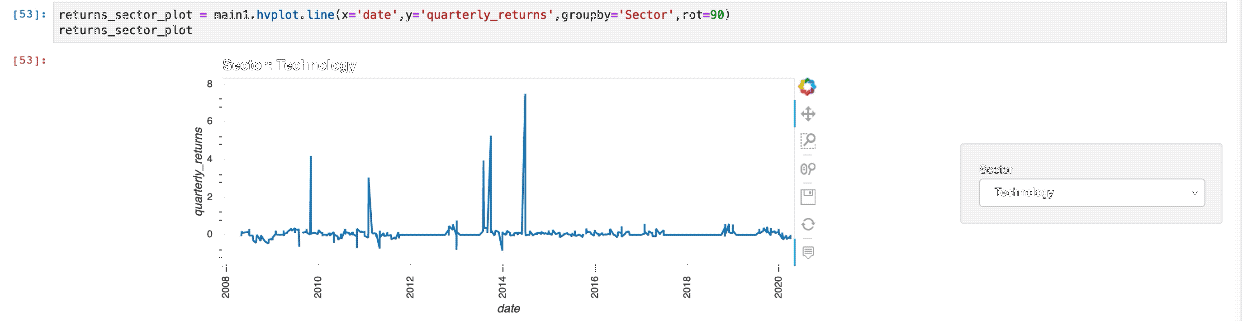 [53]: returns_sector_plot = main1.hvplot.line(x='date',y='quarterly_returns',groupby='Sector',rot=90)
returns_sector_plot
[53]:
Sector: Technology
8
6
4
2
0
quarterly_returns
2008 2010 2012 2014 2016 2018 2020
date
Sector
Technology